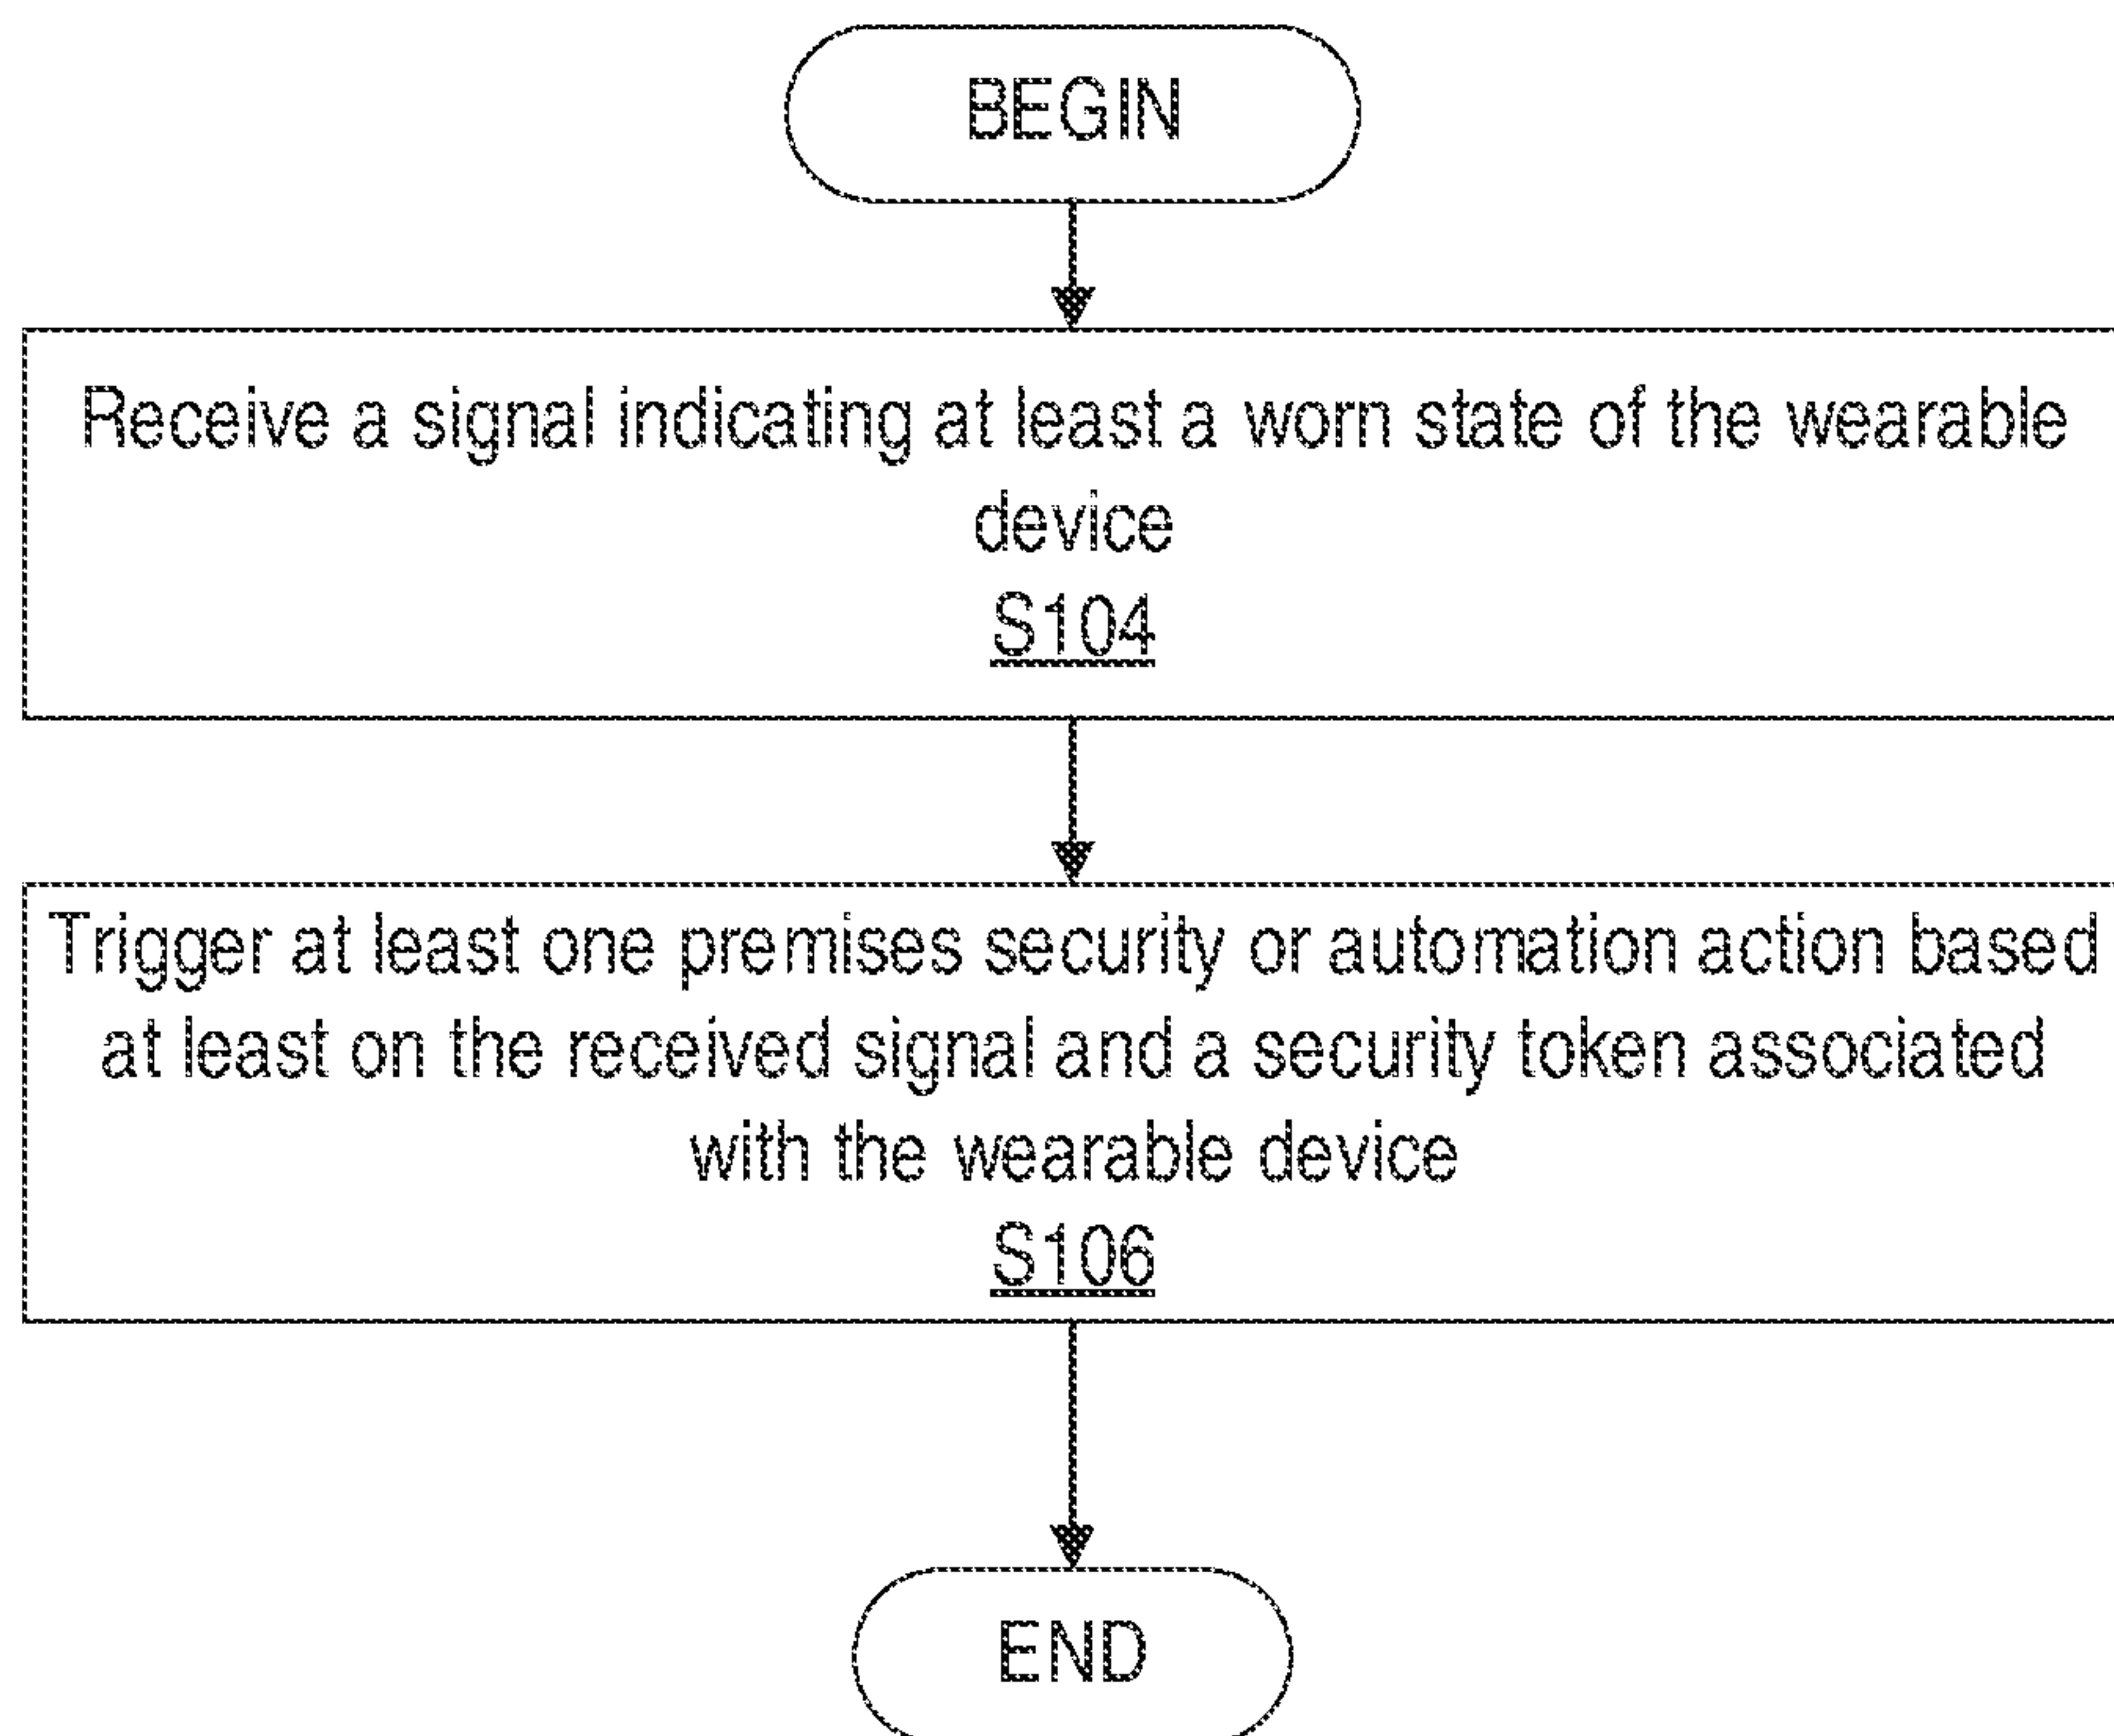 BEGIN
Receive a signal indicating at least a worn state of the wearable
device
S104
Trigger at least one premises security or automation action based
at least on the received signal and a security token associated
with the wearable device
S106
END